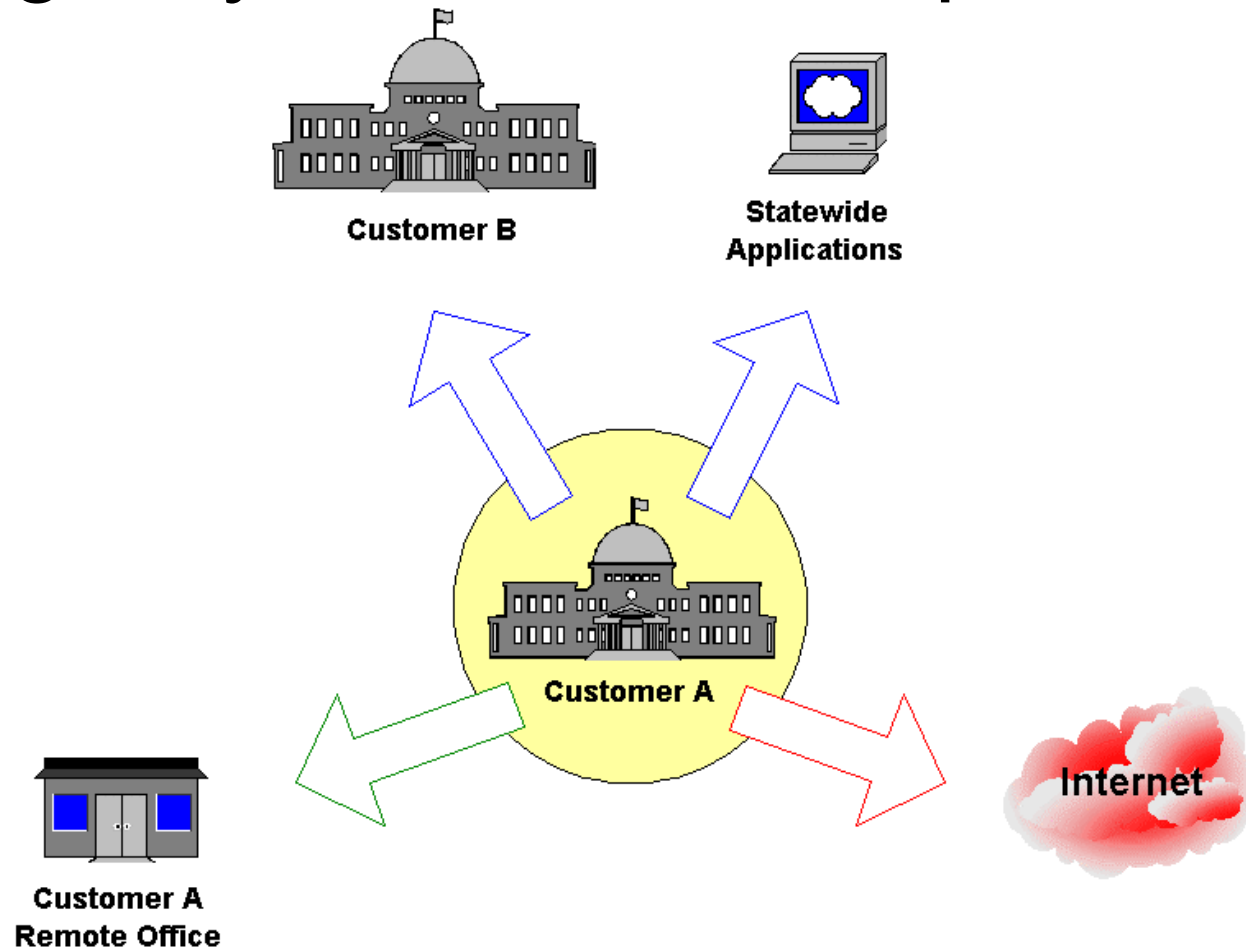 Customer B
Statewide
Applications
Customer A
Internet
Customer A
Remote Office